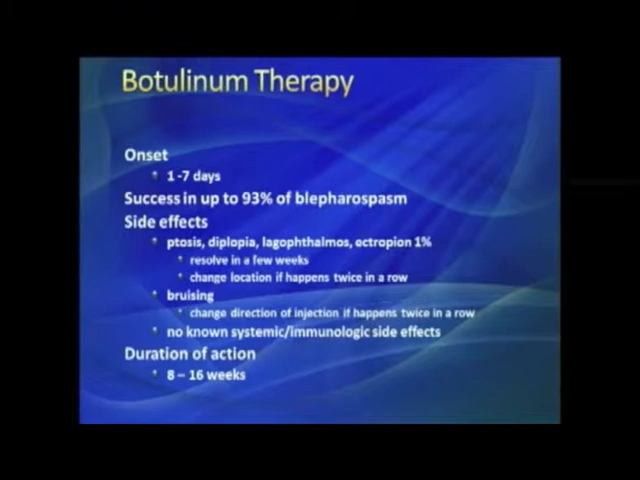 Botulinum Therapy
Onset
1 -7 days
Success in up to 93% of blepharospasm
Side effects
ptosis, diplopia, lagophthalmos, ectropion 1%
resolve in a few weeks
change location if happens twice in a row
bruising
change direction of injection if happens twice in a row
no known systemic/immunologic side effects
Duration of action
8 – 16 weeks